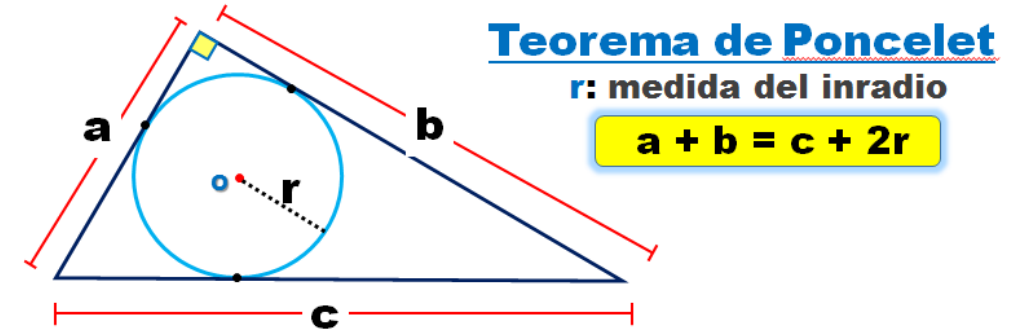 Teorema de Poncelet
r: medida del inradio
a + b = c + 2r
a
b
o
r
c